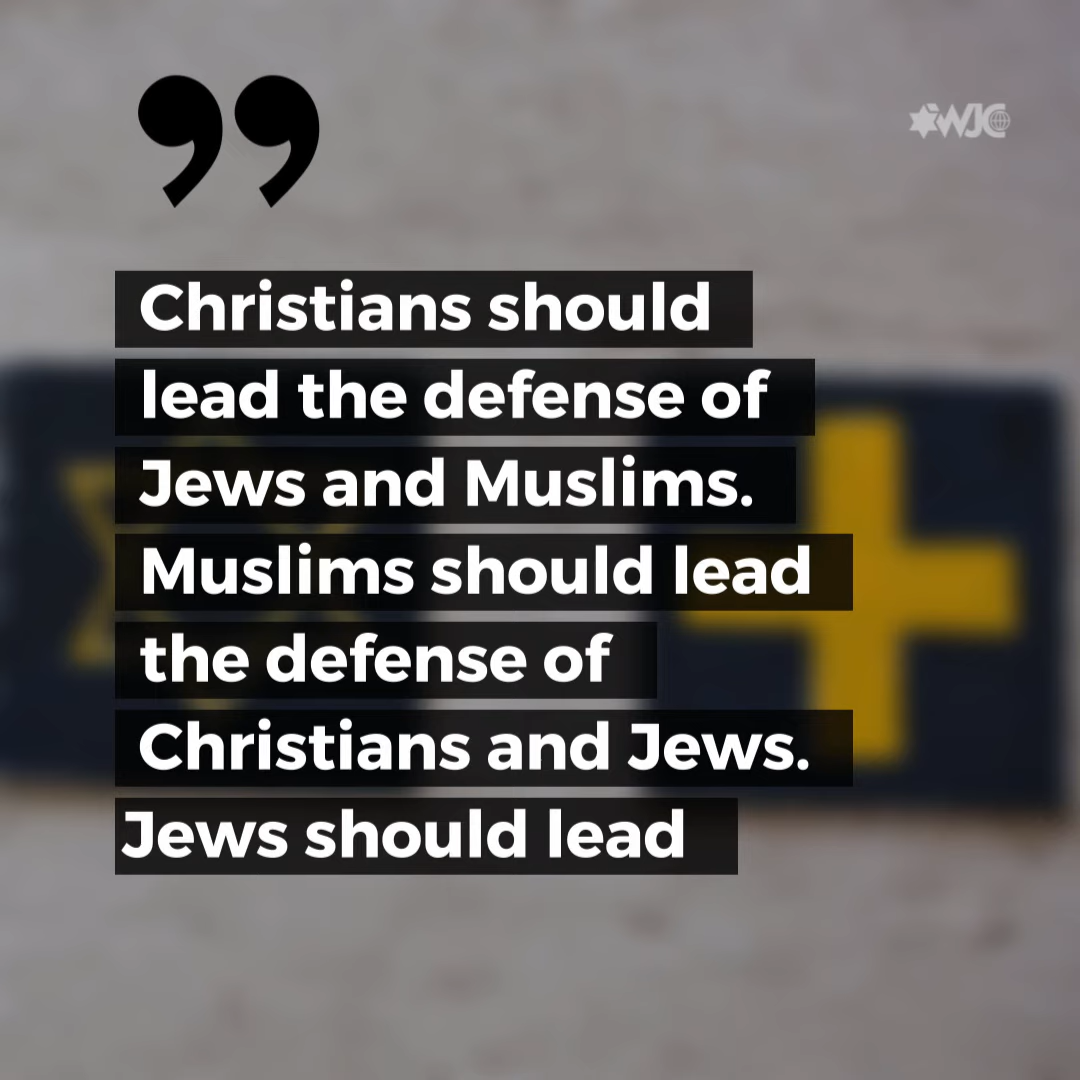 ”
WJC
Christians should
lead the defense of
Jews and Muslims.
Muslims should lead
the defense of
Christians and Jews.
Jews should lead